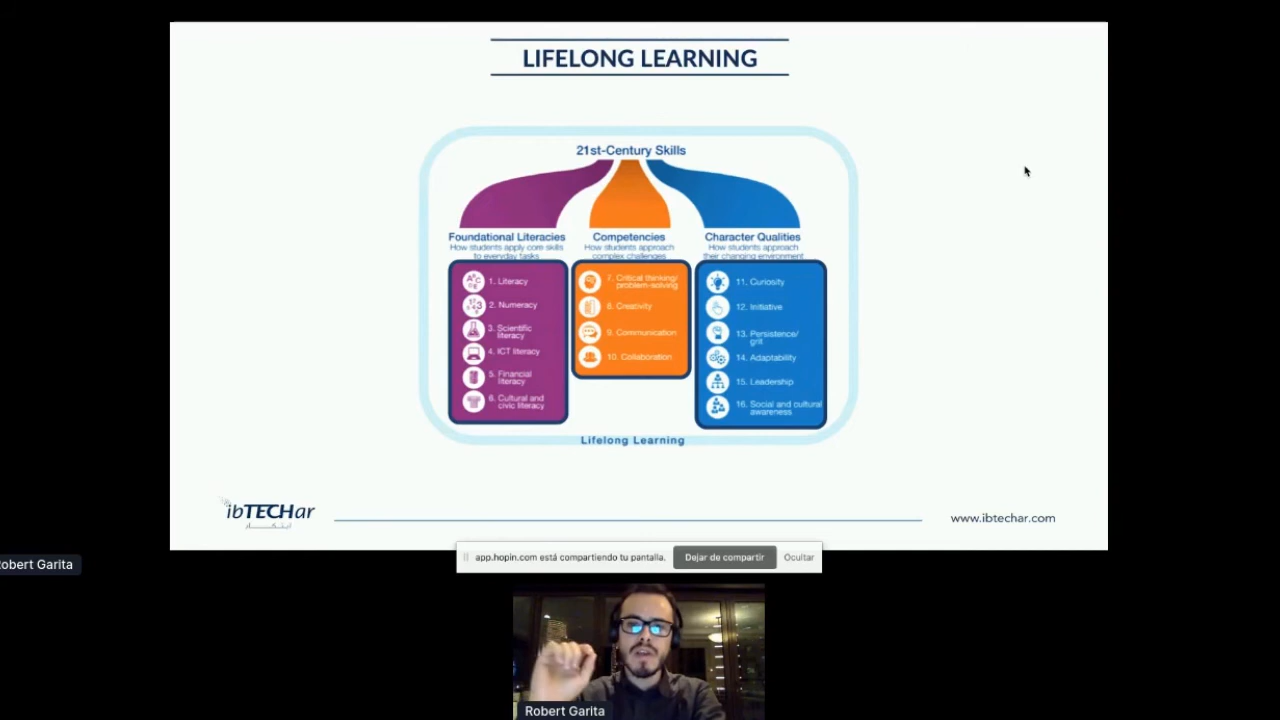 LIFELONG LEARNING
21st-Century Skills
Foundational Literacies
How students apply core skills
to everyday tasks
1. Literacy
2. Numeracy
3. Scientific
literacy
4. ICT literacy
5. Financial
literacy
6. Cultural and
civic literacy
Competencies
How students approach
complex challenges
7. Critical thinking/
problem-solving
8. Creativity
9. Communication
10. Collaboration
Character Qualities
How students approach
their changing environment
11. Curiosity
12. Initiative
13. Persistence/
grit
14. Adaptability
15. Leadership
16. Social and cultural
awareness
Lifelong Learning
ibTECHar
www.ibtechar.com
app.hopin.com está compartiendo tu pantalla.
Dejar de compartir
Ocultar
obert Garita
Robert Garita